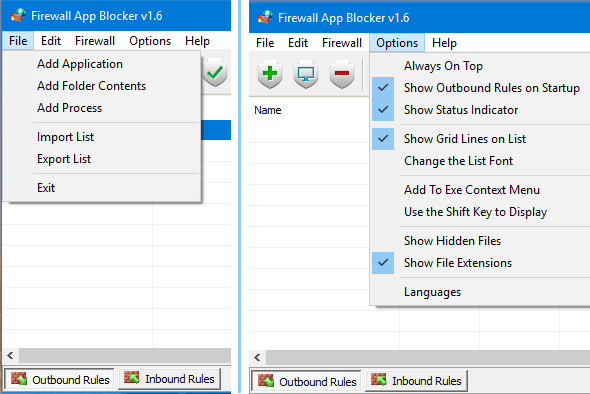 Firewall App Blocker v1.6
File Edit Firewall Options Help
Add Application
Add Folder Contents
Add Process
Import List
Export List
Exit
Outbound Rules Inbound Rules
Firewall App Blocker v1.6
File Edit Firewall Options Help
Name
Always On Top
Show Outbound Rules on Startup
Show Status Indicator
Show Grid Lines on List
Change the List Font
Add To Exe Context Menu
Use the Shift Key to Display
Show Hidden Files
Show File Extensions
Languages
Outbound Rules Inbound Rules